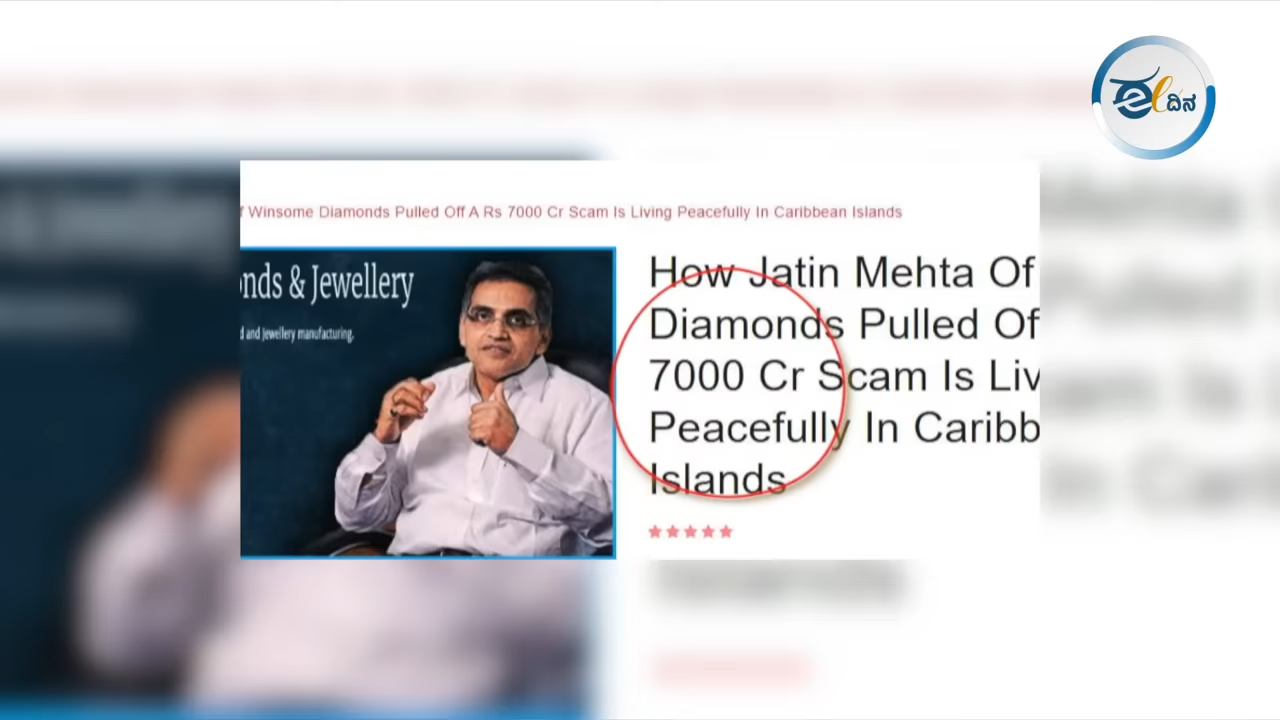 ಈ ದಿನ
f Winsome Diamonds Pulled Off A Rs 7000 Cr Scam Is Living Peacefully In Caribbean Islands
nds & Jewellery
d and Jewellery manufacturing.
How Jatin Mehta Of
Diamonds Pulled Of
7000 Cr Scam Is Liv
Peacefully In Caribb
Islands